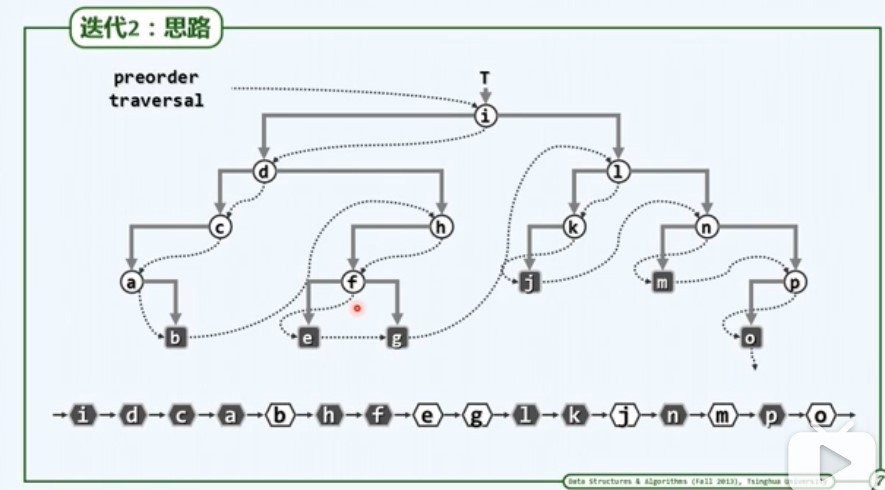 迭代2：思路
preorder
traversal
T
i
d
l
c
h
k
n
a
f
j
m
p
b
e
g
o
i d c a b h f e g l k j n m p o
Data Structures & Algorithms (Fall 2013), Tsinghua University
7